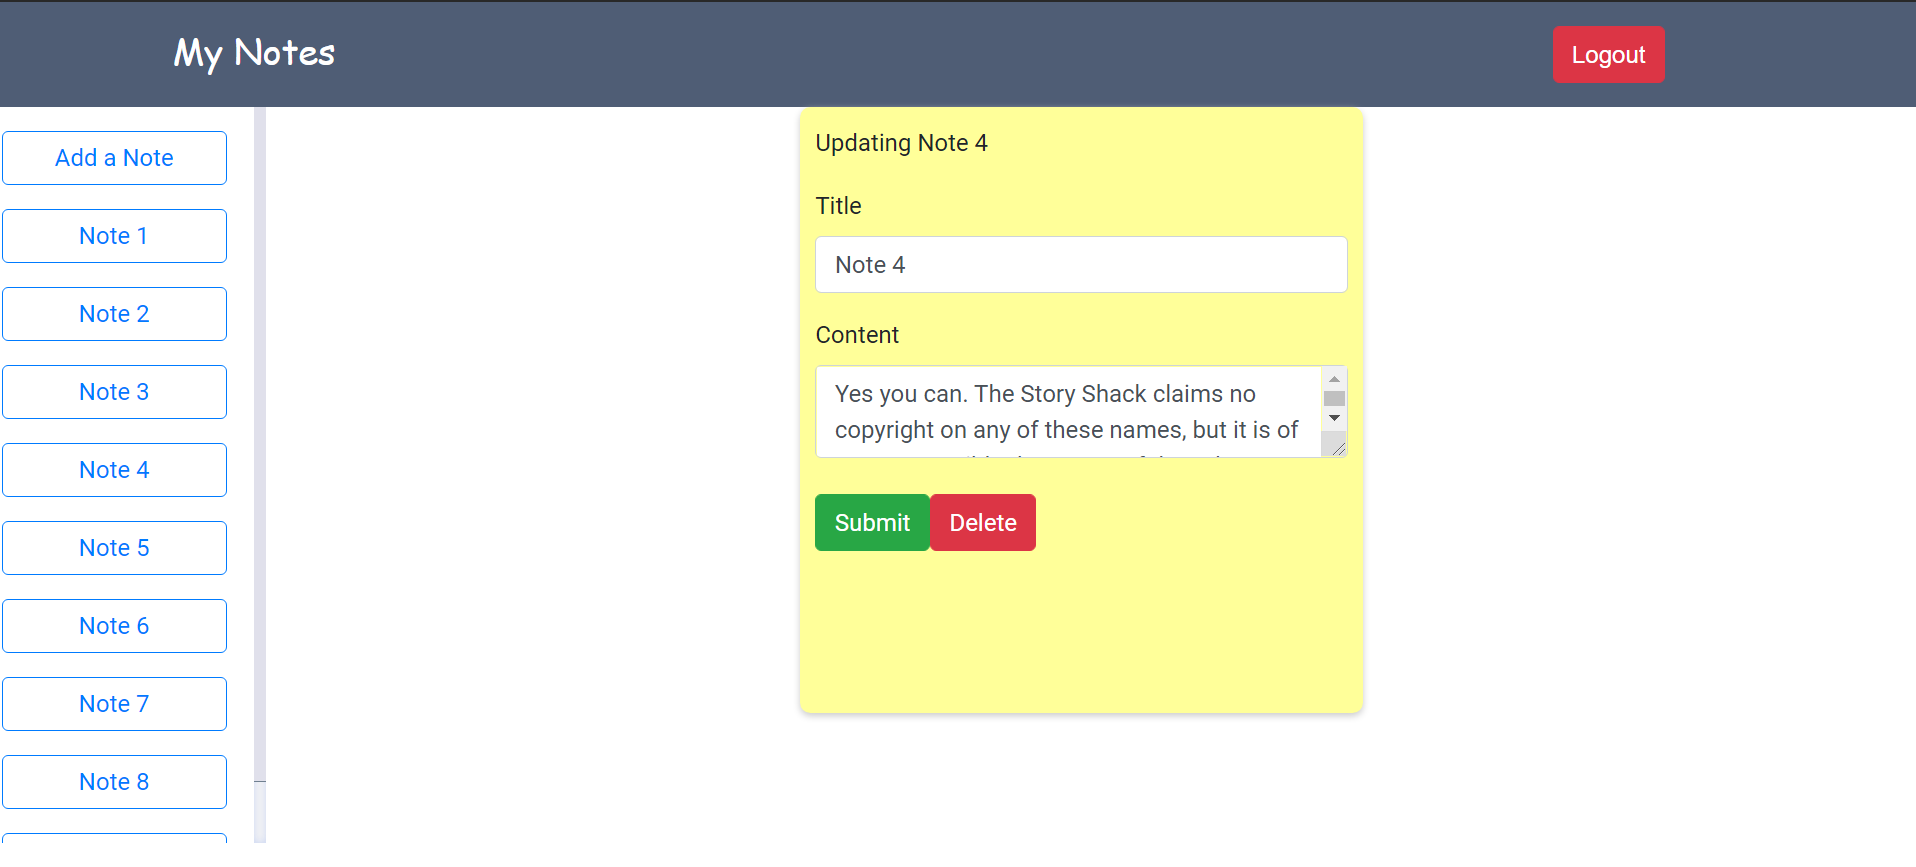 My Notes
Logout
Add a Note
Note 1
Note 2
Note 3
Note 4
Note 5
Note 6
Note 7
Note 8
Updating Note 4
Title
Note 4
Content
Yes you can. The Story Shack claims no
copyright on any of these names, but it is of
Submit
Delete